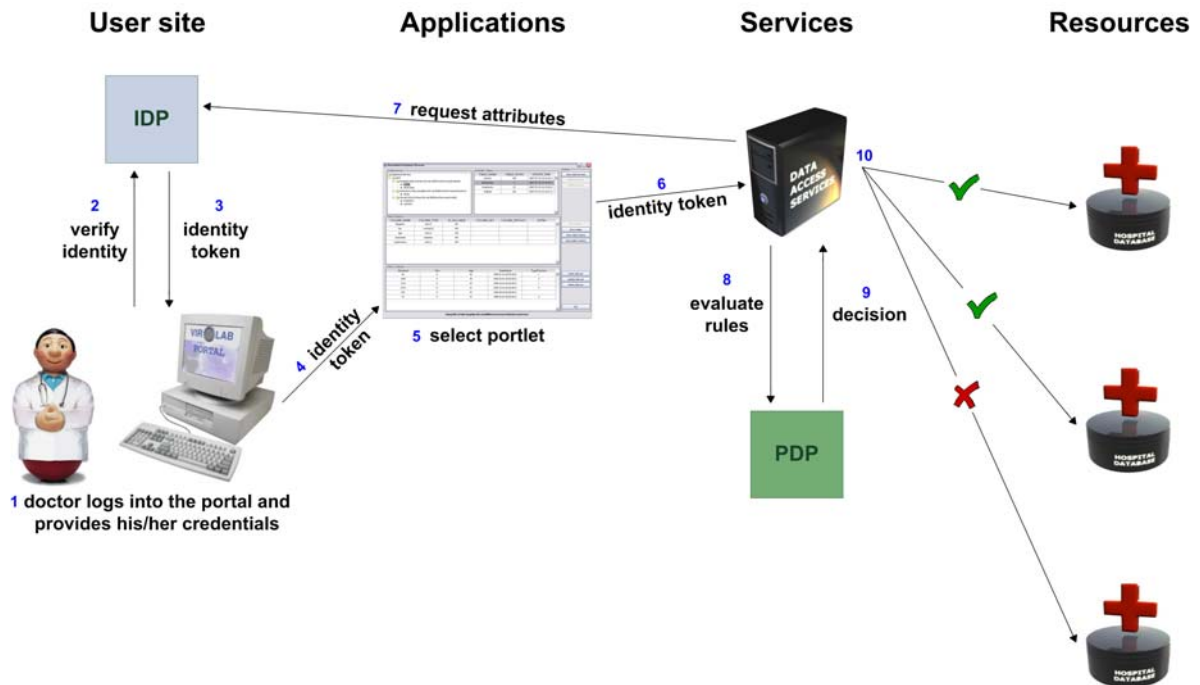 User site
Applications
Services
Resources
IDP
7 request attributes
DATA
ACCESS
SERVICES
10
2
verify
identity
3
identity
token
6
identity token
HOSPITAL
DATABASE
VIROLAB
PORTAL
4 identity
token
5 select portlet
8
evaluate
rules
9
decision
PDP
HOSPITAL
DATABASE
1 doctor logs into the portal and
provides his/her credentials
HOSPITAL
DATABASE